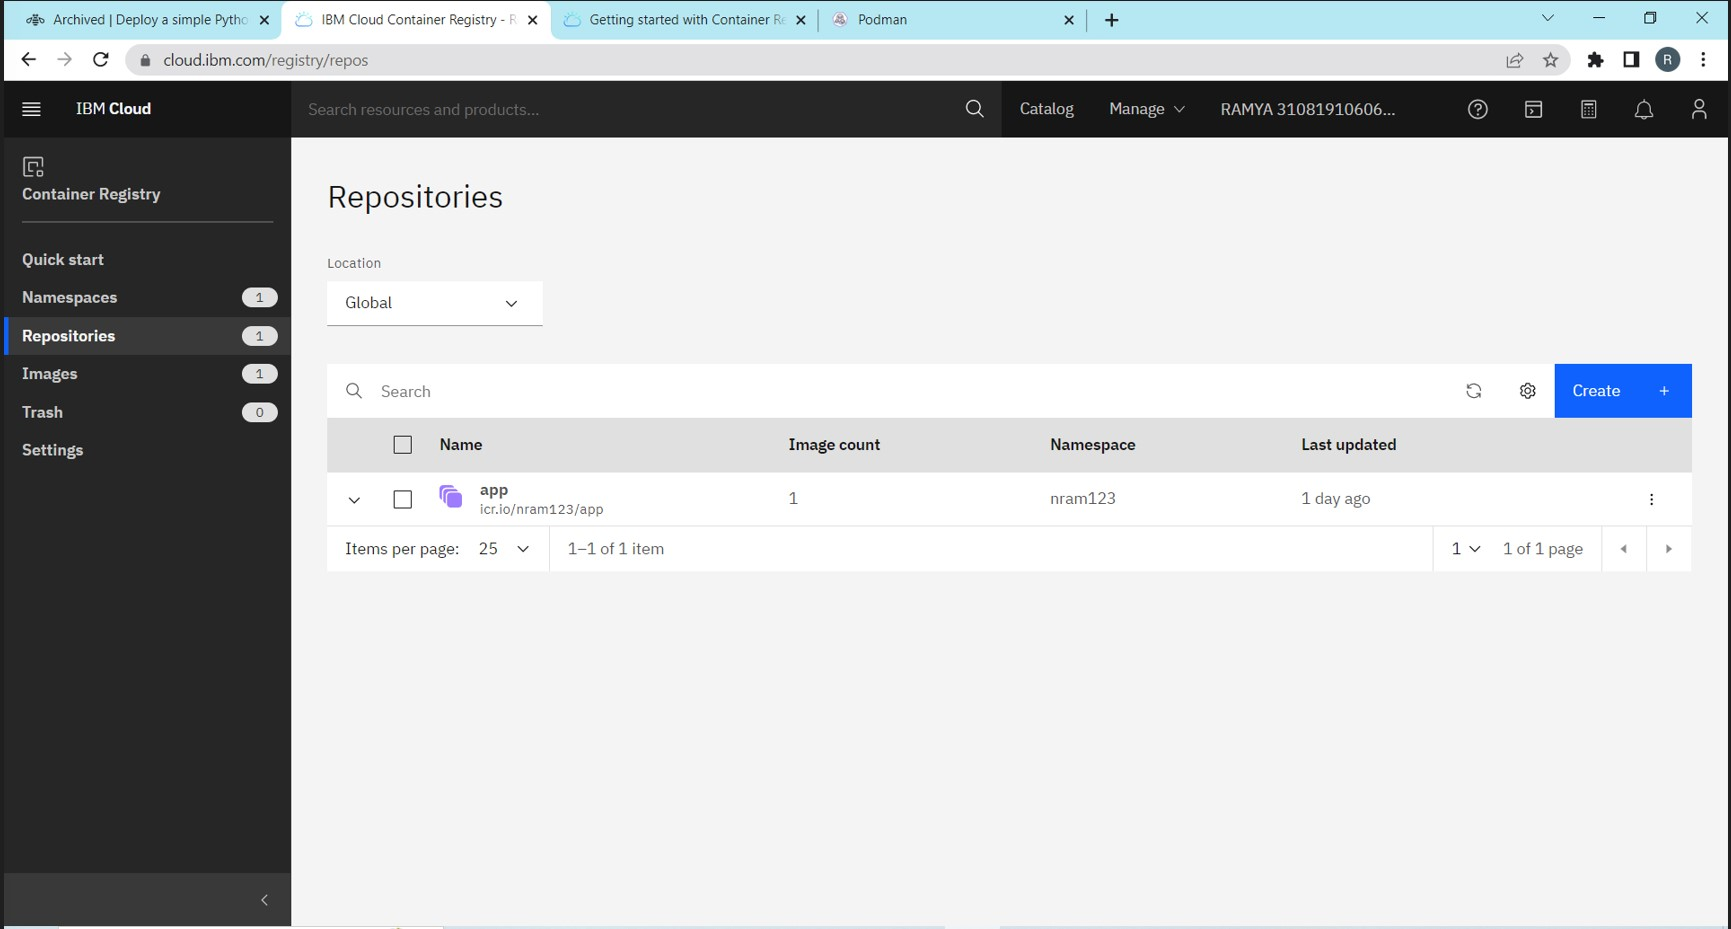 Archived | Deploy a simple Pytho
IBM Cloud Container Registry - R
Getting started with Container Re
Podman
cloud.ibm.com/registry/repos
R
IBM Cloud
Search resources and products...
Catalog
Manage
RAMYA 31081910606...
Container Registry
Quick start
Namespaces 1
Repositories 1
Images 1
Trash 0
Settings
Repositories
Location
Global
Search
Create +
Name Image count Namespace Last updated
app 1 nram123 1 day ago
icr.io/nram123/app
Items per page: 25 1–1 of 1 item 1 1 of 1 page